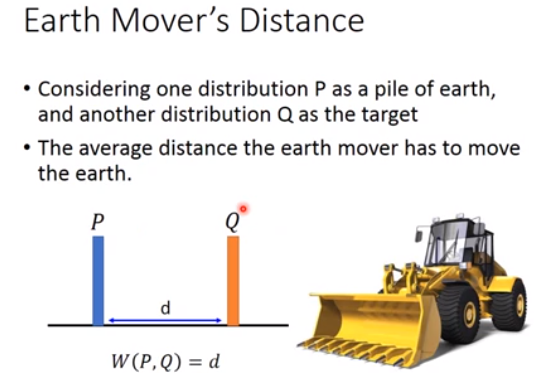 Earth Mover’s Distance
• Considering one distribution P as a pile of earth,
and another distribution Q as the target
• The average distance the earth mover has to move
the earth.
P
Q
d
W(P,Q) = d